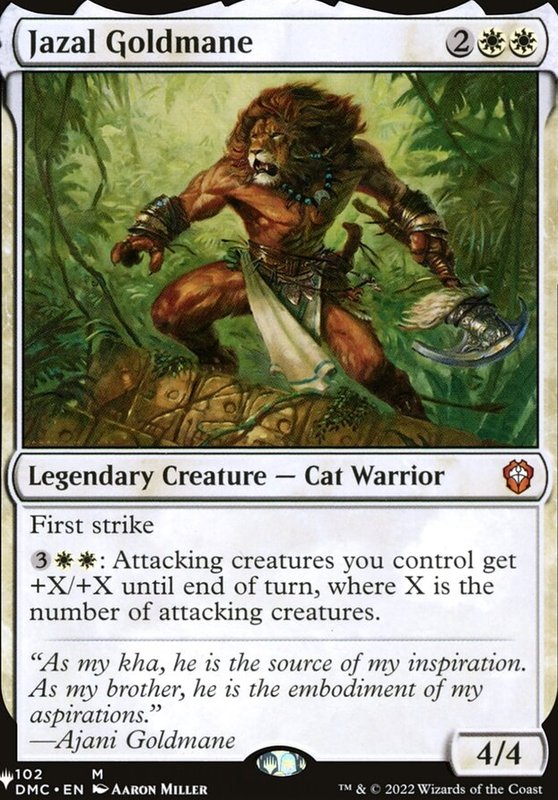 Jazal Goldmane 2
Legendary Creature — Cat Warrior
First strike
3: Attacking creatures you control get
+X/+X until end of turn, where X is the
number of attacking creatures.
“As my kha, he is the source of my inspiration.
As my brother, he is the embodiment of my
aspirations.”
—Ajani Goldmane
4/4
102 M
DMC • EN Aaron Miller
™ & © 2022 Wizards of the Coast